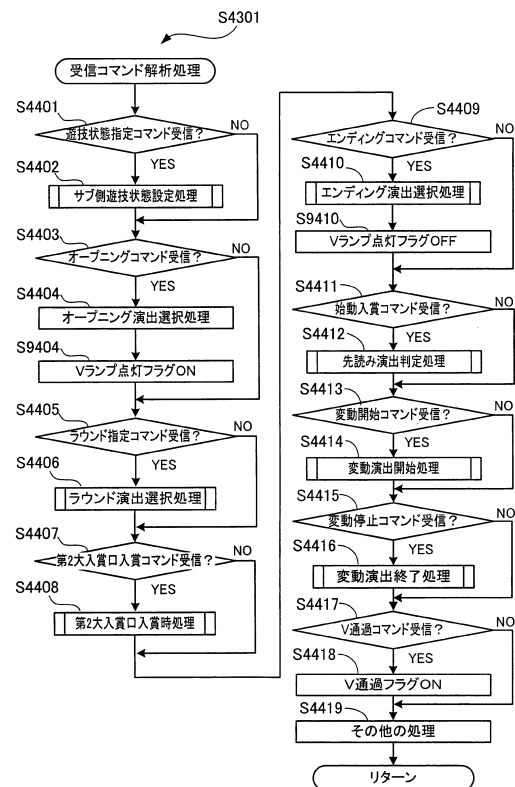 S4301
受信コマンド解析処理
S4401
遊技状態指定コマンド受信？
NO
YES
S4402
サブ側遊技状態設定処理
S4403
オープニングコマンド受信？
NO
YES
S4404
オープニング演出選択処理
S9404
Vランプ点灯フラグON
S4405
ラウンド指定コマンド受信？
NO
YES
S4406
ラウンド演出選択処理
S4407
第2大入賞口入賞コマンド受信？
NO
YES
S4408
第2大入賞口入賞時処理
S4409
エンディングコマンド受信？
NO
YES
S4410
エンディング演出選択処理
S9410
Vランプ点灯フラグOFF
S4411
始動入賞コマンド受信？
NO
YES
S4412
先読み演出判定処理
S4413
変動開始コマンド受信？
NO
YES
S4414
変動演出開始処理
S4415
変動停止コマンド受信？
NO
YES
S4416
変動演出終了処理
S4417
V通過コマンド受信？
NO
YES
S4418
V通過フラグON
S4419
その他の処理
リターン